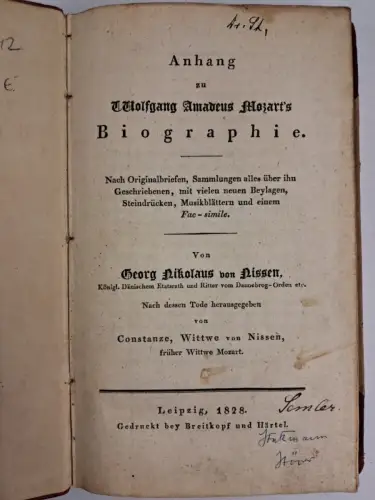 12
E
Anhang
zu
Wolfgang Amadeus Mozart's
Biographie.
Nach Originalbriefen, Sammlungen alles über ihn
Geschriebenen, mit vielen neuen Beylagen,
Steindrücken, Musikblättern und einem
Fac-simile.
Von
Georg Nikolaus von Nissen,
Königl. Dänischem Etatsrath und Ritter vom Dannebrog-Orden etc.
Nach dessen Tode herausgegeben
von
Constanze, Wittwe von Nissen,
früher Wittwe Mozart.
Leipzig, 1828.
Gedruckt bey Breitkopf und Härtel.
Semler.